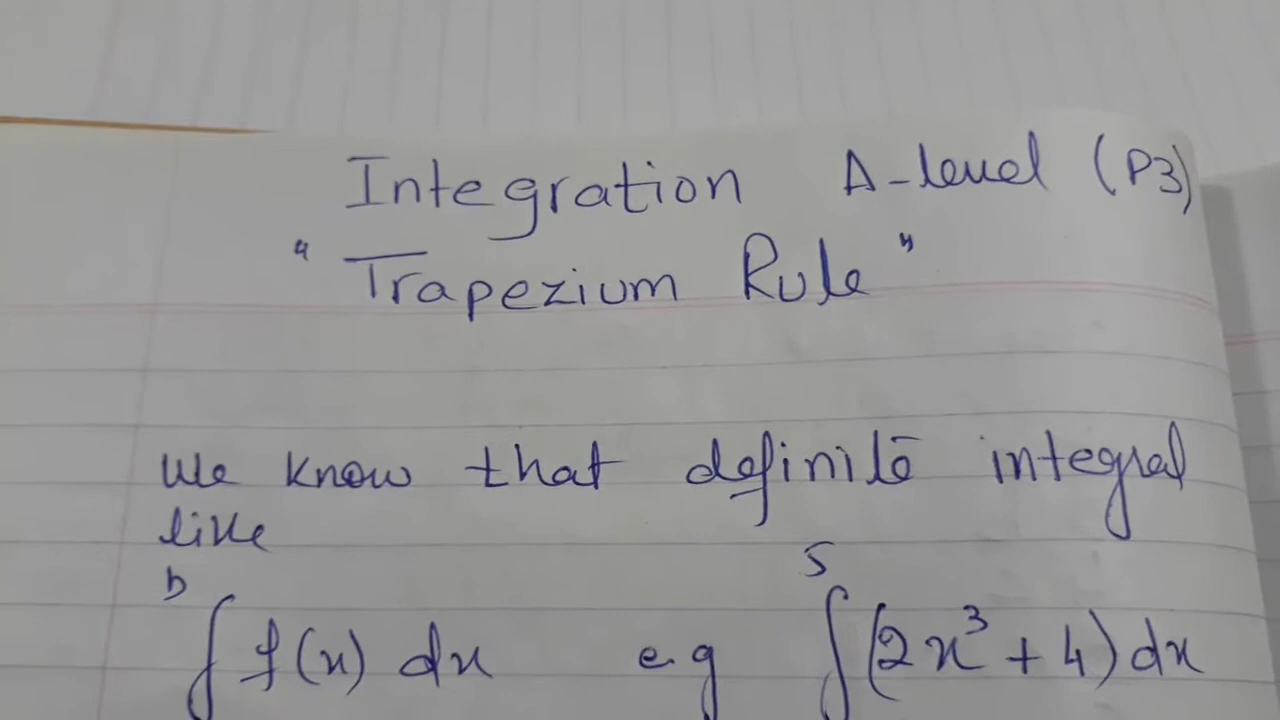 Integration A-level (P3)
"Trapezium Rule"
We know that definite integral
like
∫ᵇ f(x) dx e.g ∫⁵ (2x³ + 4) dx